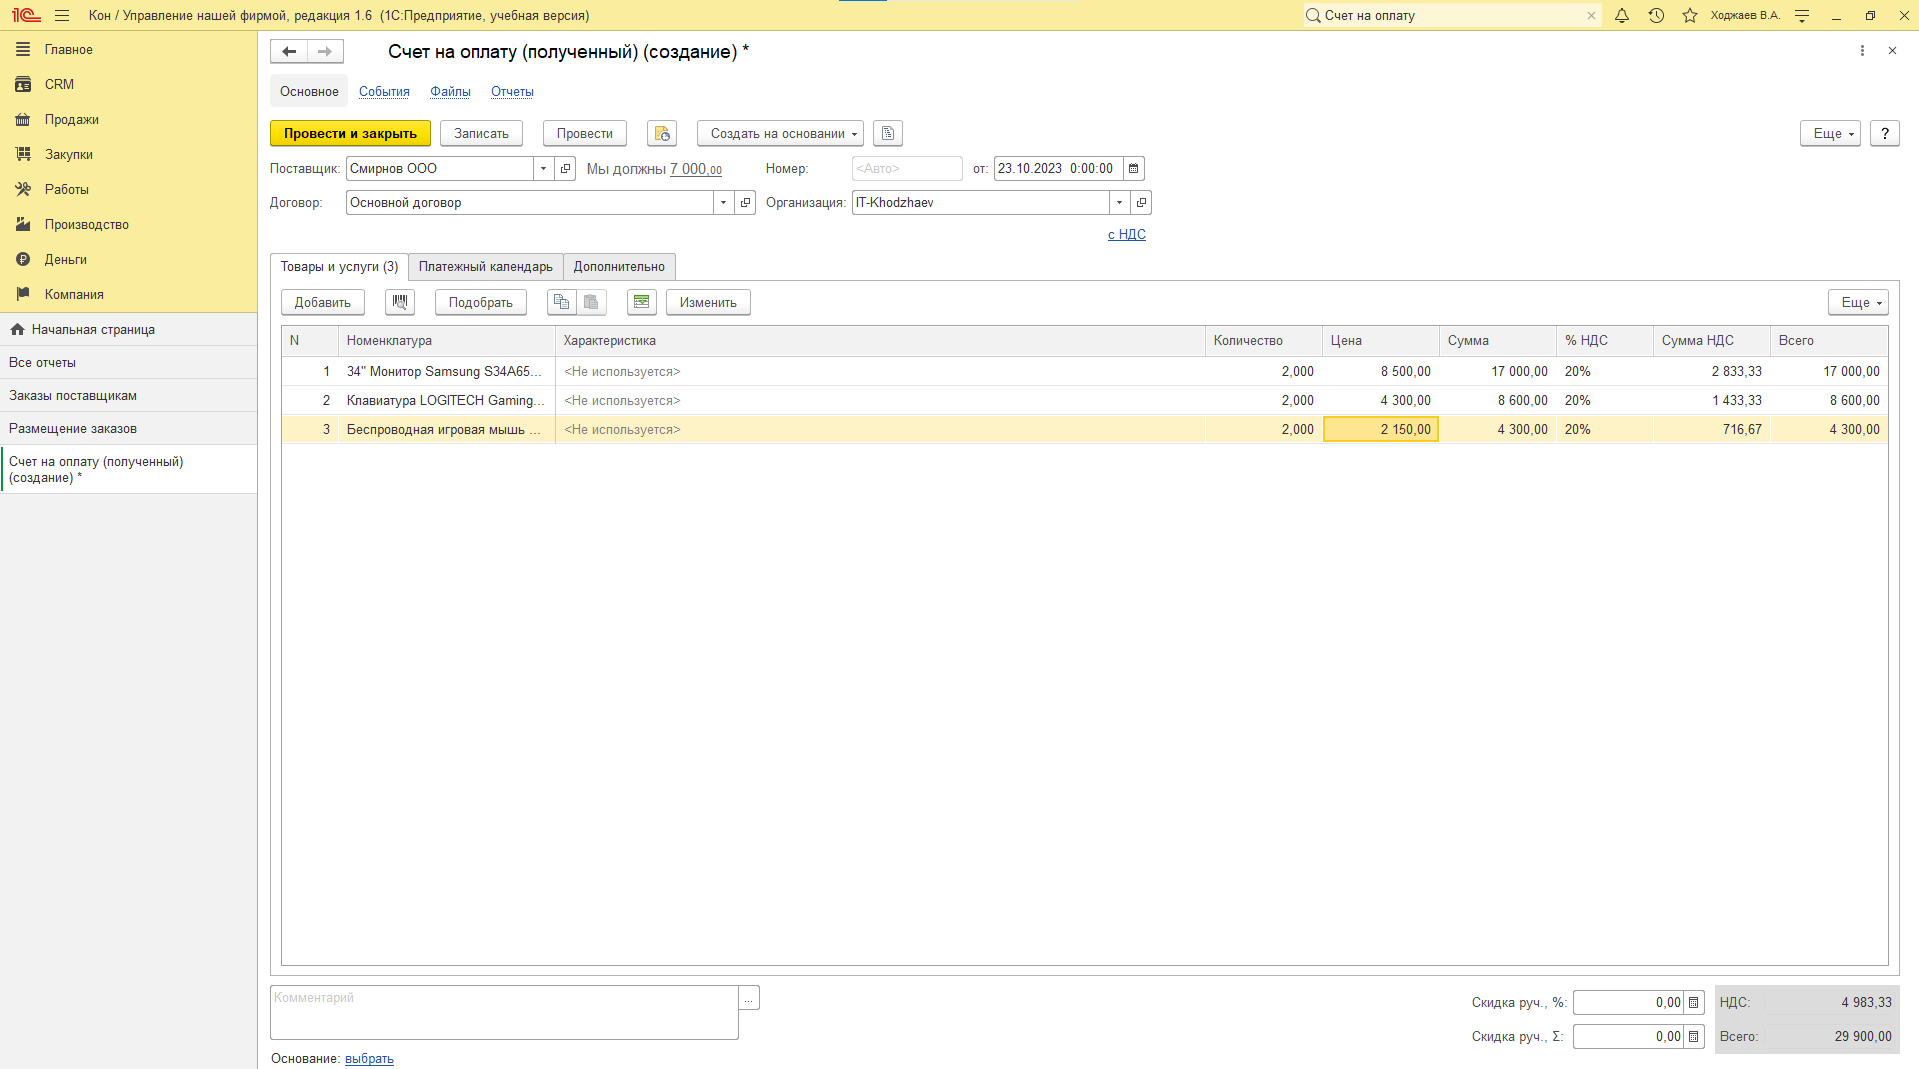 Кон / Управление нашей фирмой, редакция 1.6 (1С:Предприятие, учебная версия)
Счет на оплату
Ходжаев В.А.
Главное
CRM
Продажи
Закупки
Работы
Производство
Деньги
Компания
Начальная страница
Все отчеты
Заказы поставщикам
Размещение заказов
Счет на оплату (полученный)
(создание) *
Счет на оплату (полученный) (создание) *
Основное События Файлы Отчеты
Провести и закрыть Записать Провести Создать на основании Еще ?
Поставщик: Смирнов ООО Мы должны 7 000,00 Номер: <Авто> от: 23.10.2023 0:00:00
Договор: Основной договор Организация: IT-Khodzhaev
с НДС
Товары и услуги (3) Платежный календарь Дополнительно
Добавить Подобрать Изменить Еще
N Номенклатура Характеристика Количество Цена Сумма % НДС Сумма НДС Всего
1 34" Монитор Samsung S34A65... <Не используется> 2,000 8 500,00 17 000,00 20% 2 833,33 17 000,00
2 Клавиатура LOGITECH Gaming... <Не используется> 2,000 4 300,00 8 600,00 20% 1 433,33 8 600,00
3 Беспроводная игровая мышь ... <Не используется> 2,000 2 150,00 4 300,00 20% 716,67 4 300,00
Комментарий ...
Скидка руч., %: 0,00 НДС: 4 983,33
Скидка руч., Σ: 0,00 Всего: 29 900,00
Основание: выбрать